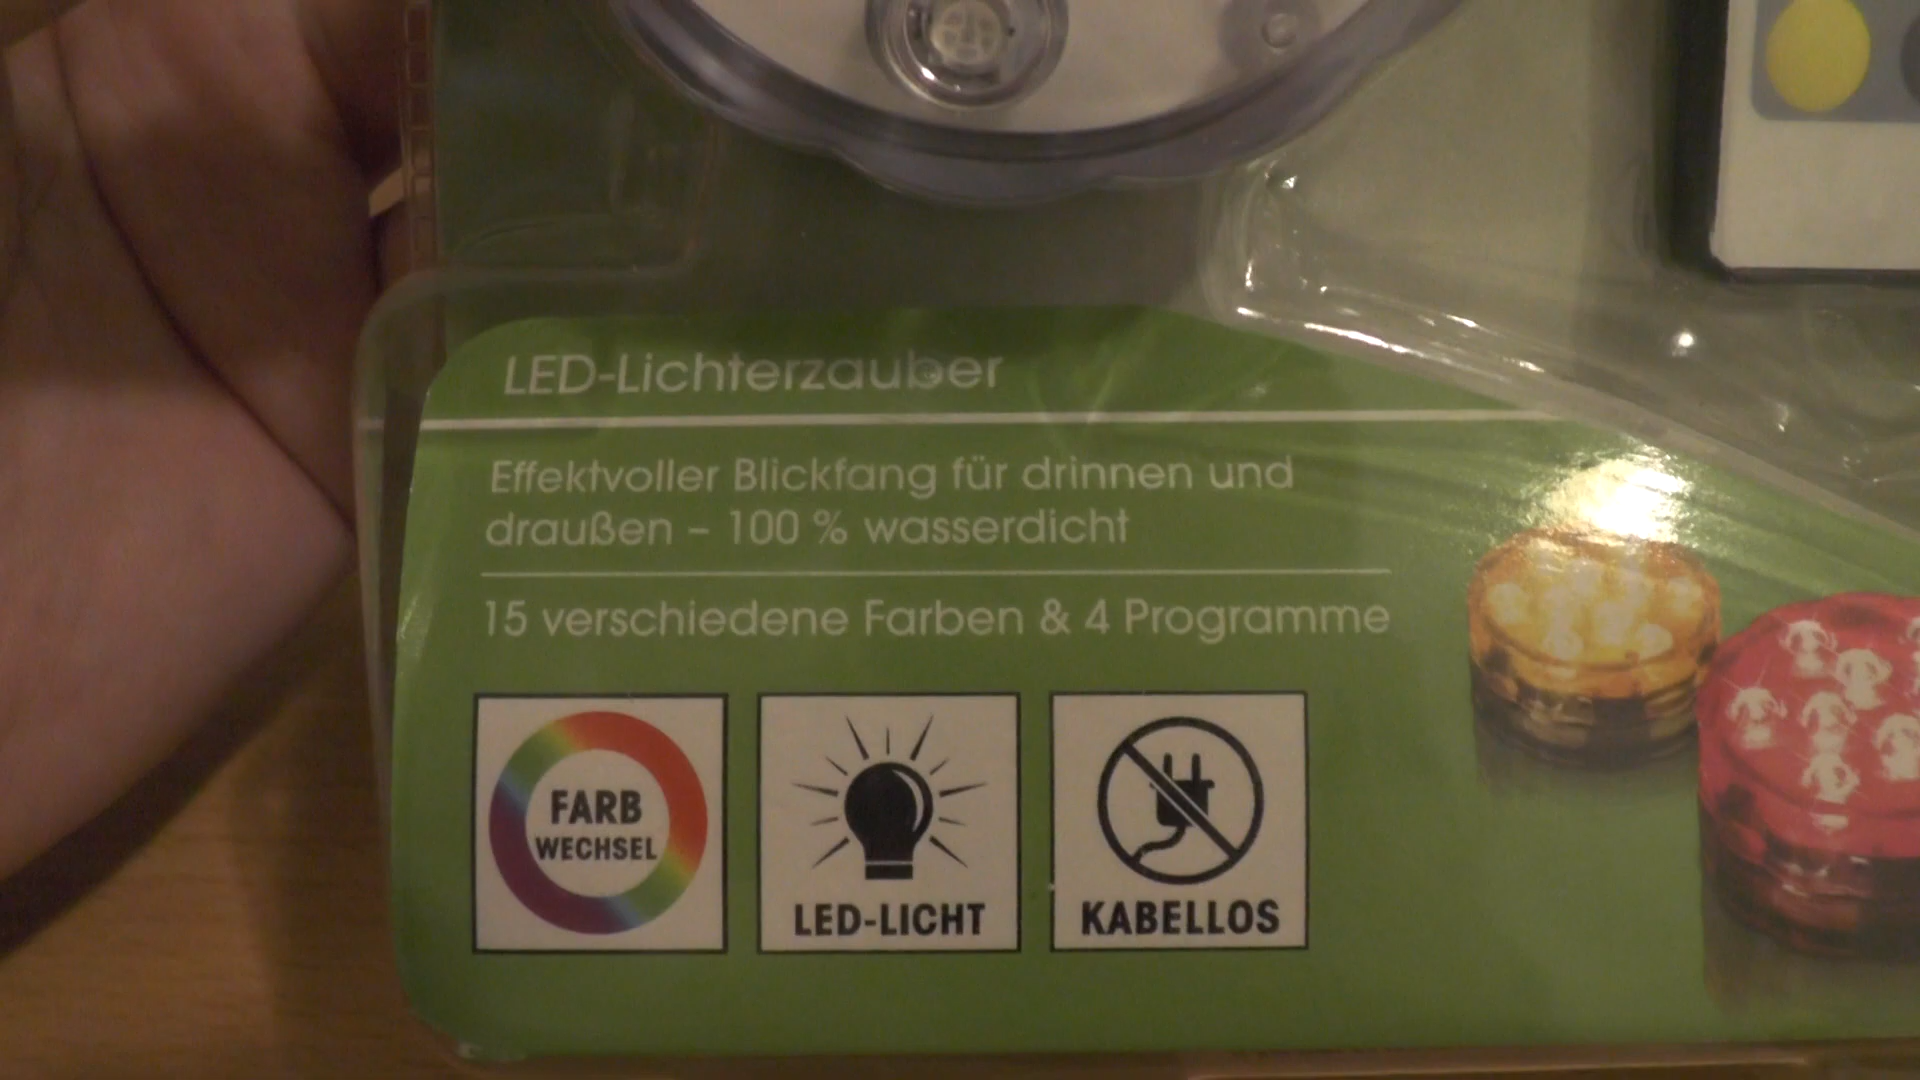 LED-Lichterzauber
Effektvoller Blickfang für drinnen und
draußen – 100 % wasserdicht
15 verschiedene Farben & 4 Programme
FARB
WECHSEL
LED-LICHT
KABELLOS